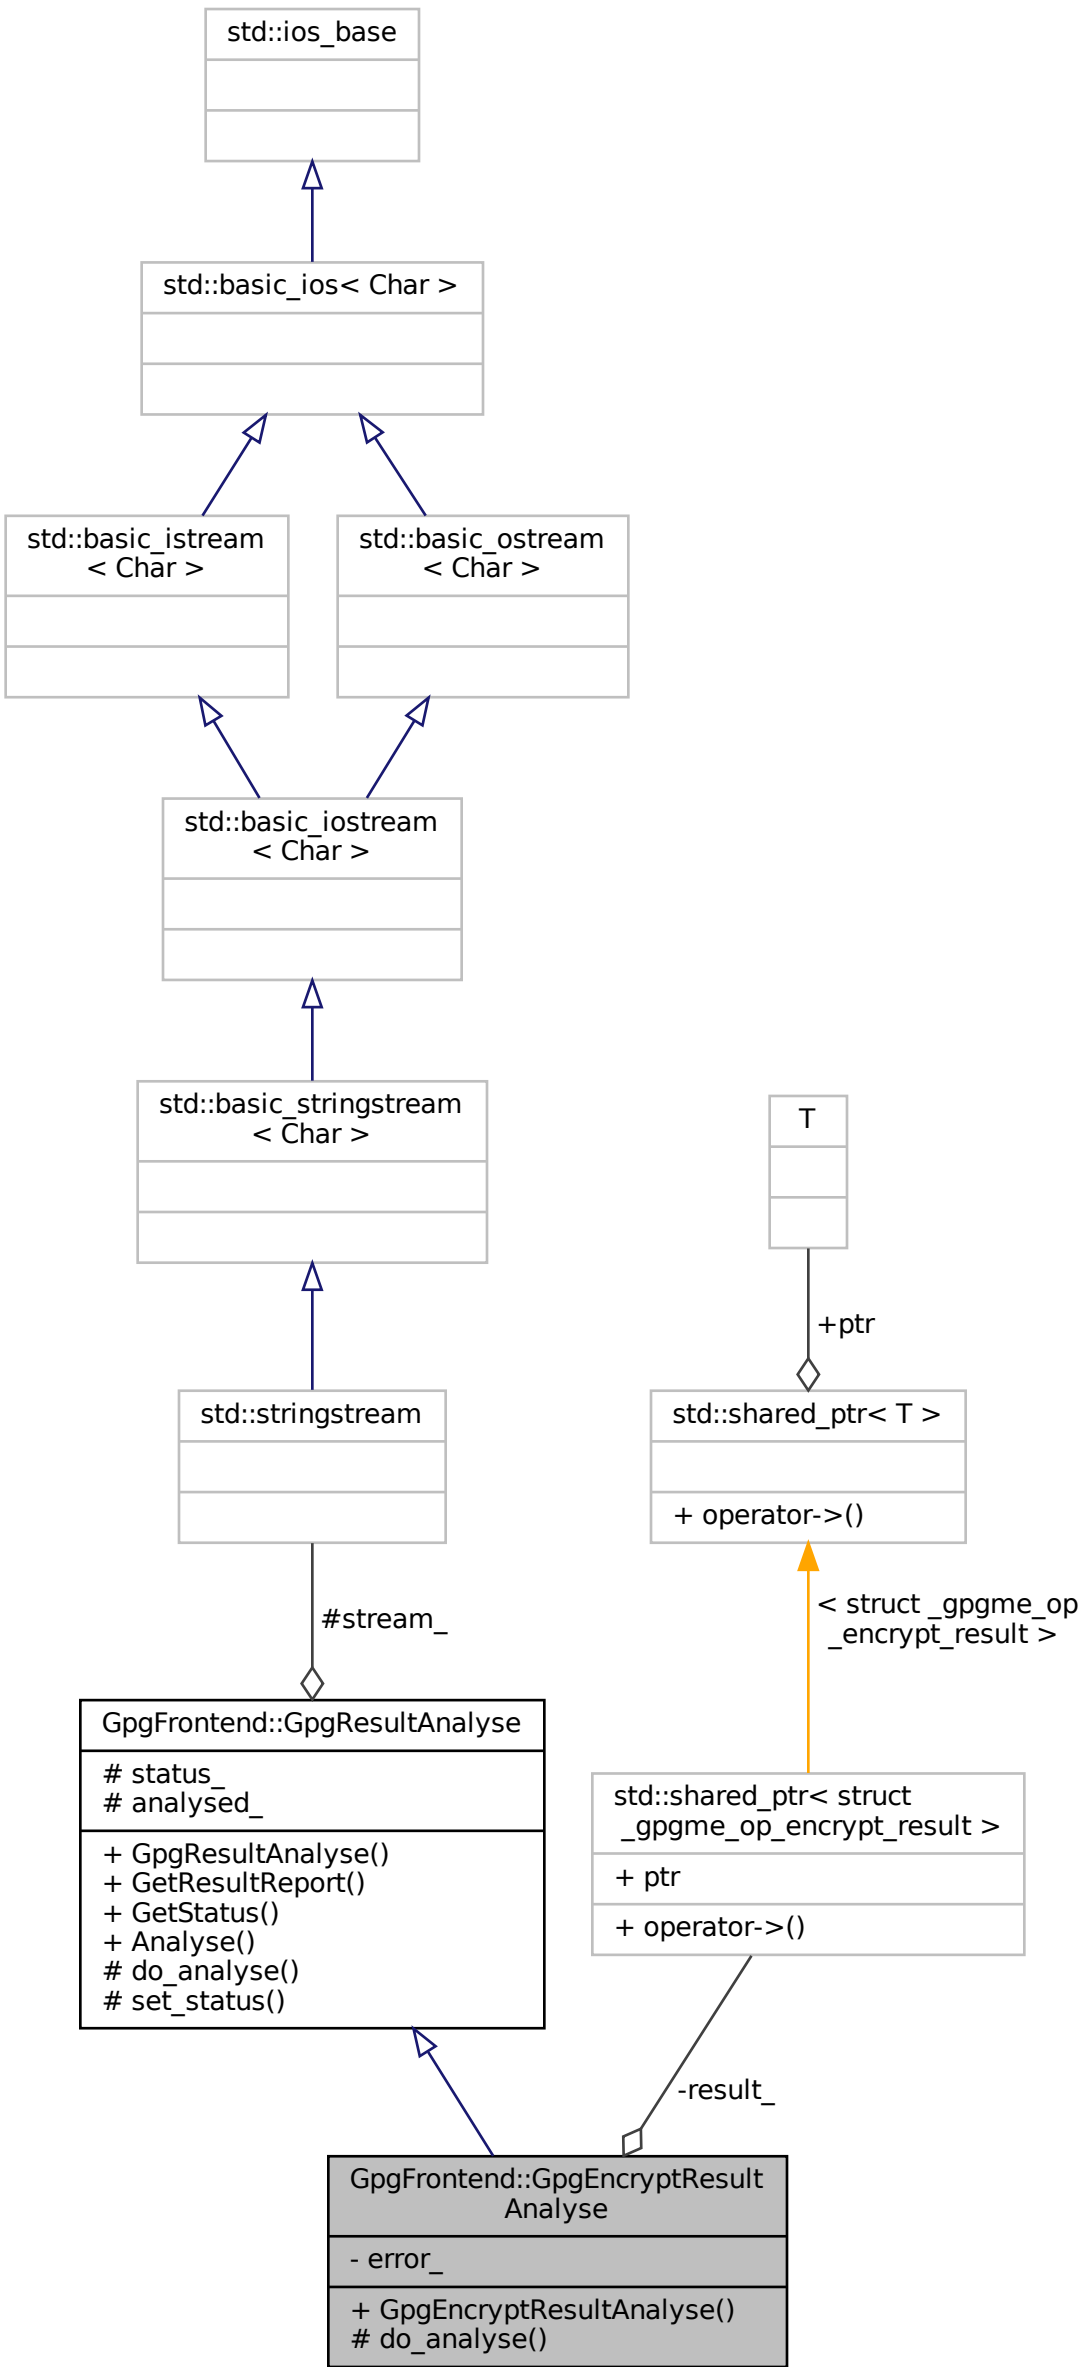 std::ios_base
std::basic_ios< Char >
std::basic_istream
< Char >
std::basic_ostream
< Char >
std::basic_iostream
< Char >
std::basic_stringstream
< Char >
T
+ptr
std::stringstream
std::shared_ptr< T >
+ operator->()
#stream_
< struct _gpgme_op
_encrypt_result >
GpgFrontend::GpgResultAnalyse
# status_
# analysed_
+ GpgResultAnalyse()
+ GetResultReport()
+ GetStatus()
+ Analyse()
# do_analyse()
# set_status()
std::shared_ptr< struct
_gpgme_op_encrypt_result >
+ ptr
+ operator->()
-result_
GpgFrontend::GpgEncryptResult
Analyse
- error_
+ GpgEncryptResultAnalyse()
# do_analyse()